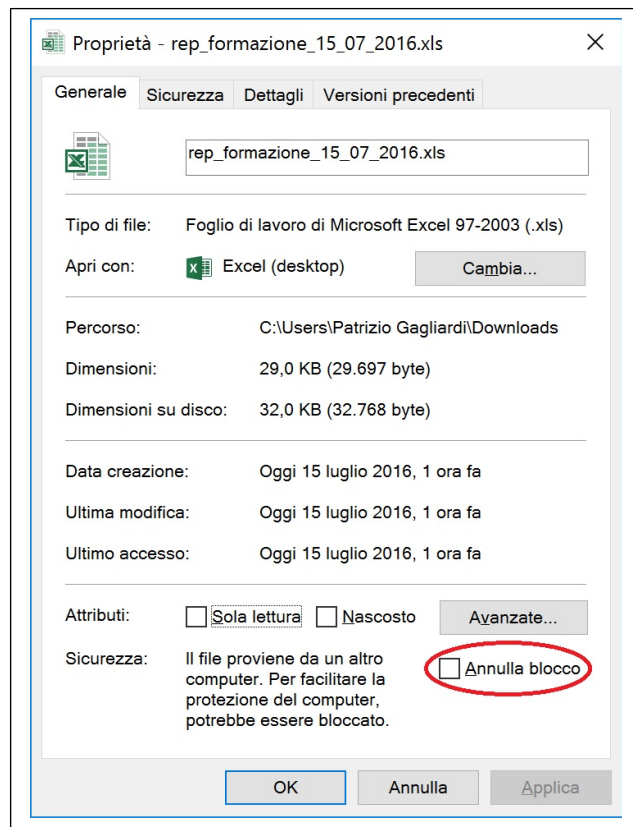 Proprietà - rep_formazione_15_07_2016.xls
Generale Sicurezza Dettagli Versioni precedenti
rep_formazione_15_07_2016.xls
Tipo di file: Foglio di lavoro di Microsoft Excel 97-2003 (.xls)
Apri con: Excel (desktop) Cambia...
Percorso: C:\Users\Patrizio Gagliardi\Downloads
Dimensioni: 29,0 KB (29.697 byte)
Dimensioni su disco: 32,0 KB (32.768 byte)
Data creazione: Oggi 15 luglio 2016, 1 ora fa
Ultima modifica: Oggi 15 luglio 2016, 1 ora fa
Ultimo accesso: Oggi 15 luglio 2016, 1 ora fa
Attributi: Sola lettura Nascosto Avanzate...
Sicurezza: Il file proviene da un altro
computer. Per facilitare la
protezione del computer,
potrebbe essere bloccato.
Annulla blocco
OK Annulla Applica